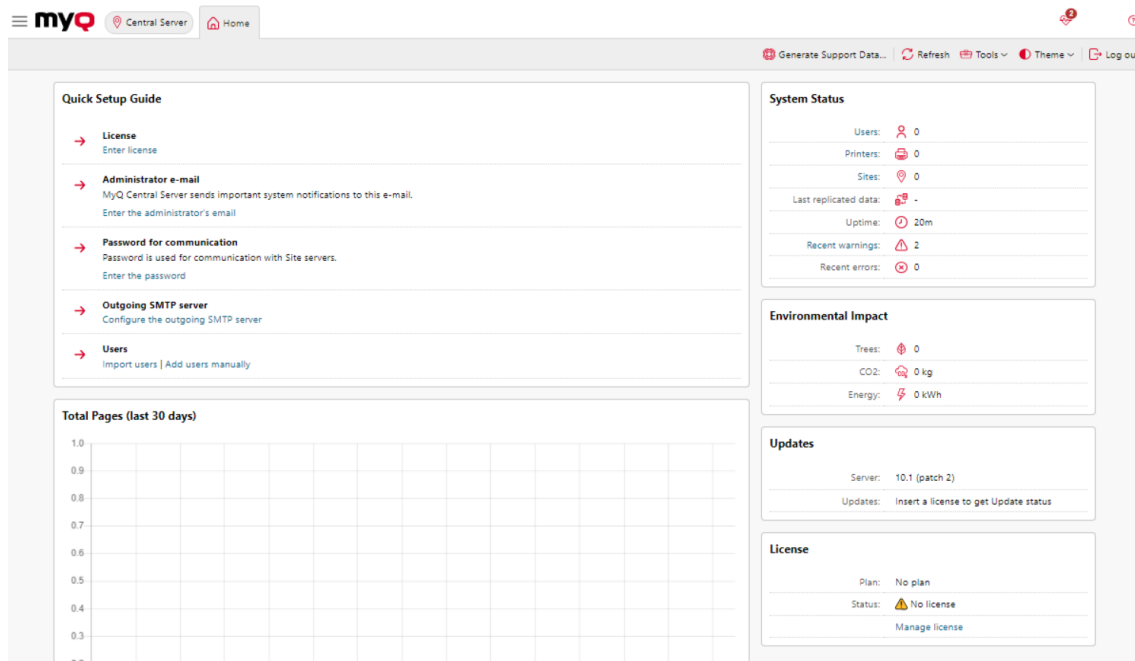 myQ
Central Server
Home
2
Generate Support Data...
Refresh
Tools
Theme
Log ou
Quick Setup Guide
License
Enter license
Administrator e-mail
MyQ Central Server sends important system notifications to this e-mail.
Enter the administrator's email
Password for communication
Password is used for communication with Site servers.
Enter the password
Outgoing SMTP server
Configure the outgoing SMTP server
Users
Import users | Add users manually
Total Pages (last 30 days)
1.0
0.9
0.8
0.7
0.6
0.5
0.4
0.3
System Status
Users: 0
Printers: 0
Sites: 0
Last replicated data: -
Uptime: 20m
Recent warnings: 2
Recent errors: 0
Environmental Impact
Trees: 0
CO2: 0 kg
Energy: 0 kWh
Updates
Server: 10.1 (patch 2)
Updates: Insert a license to get Update status
License
Plan: No plan
Status: No license
Manage license